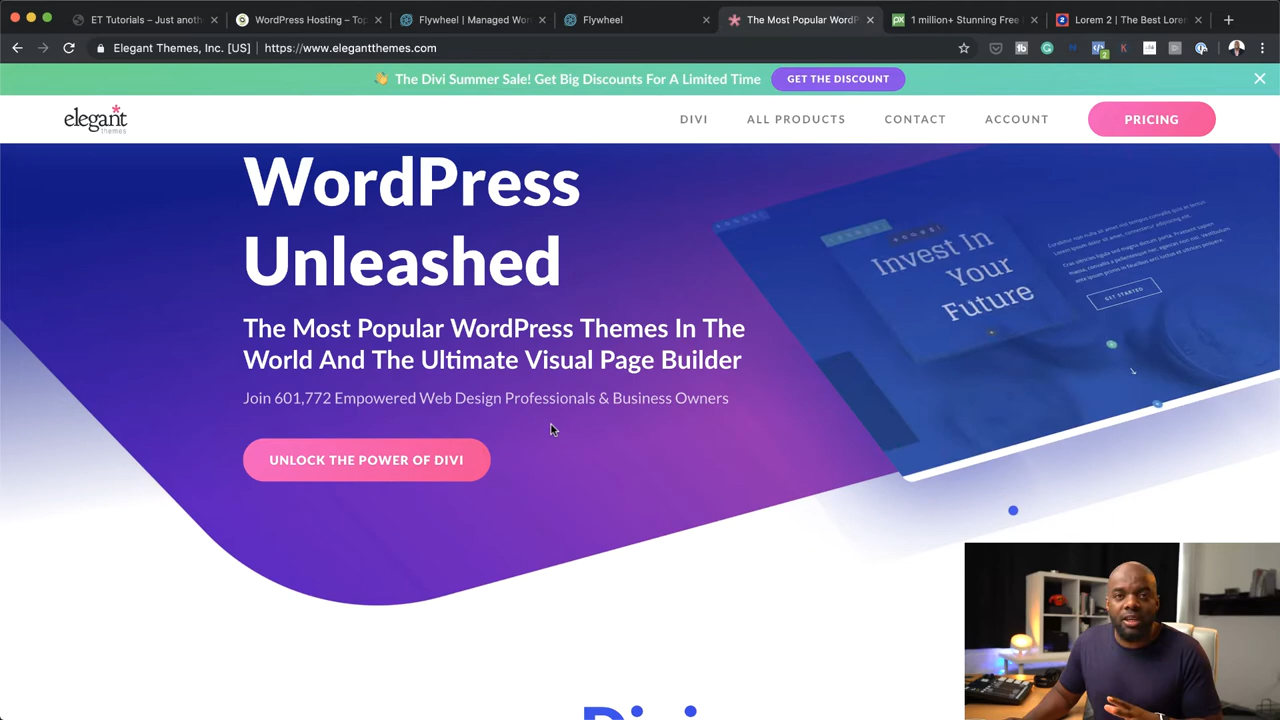 ET Tutorials – Just anoth
WordPress Hosting – Top
Flywheel | Managed Wor
Flywheel
The Most Popular WordP
1 million+ Stunning Free I
Lorem 2 | The Best Loren
Elegant Themes, Inc. [US] | https://www.elegantthemes.com
The Divi Summer Sale! Get Big Discounts For A Limited Time
GET THE DISCOUNT
elegant
themes
DIVI
ALL PRODUCTS
CONTACT
ACCOUNT
PRICING
WordPress
Unleashed
The Most Popular WordPress Themes In The
World And The Ultimate Visual Page Builder
Join 601,772 Empowered Web Design Professionals & Business Owners
UNLOCK THE POWER OF DIVI
Invest In
Your
Future
GET STARTED
Divi